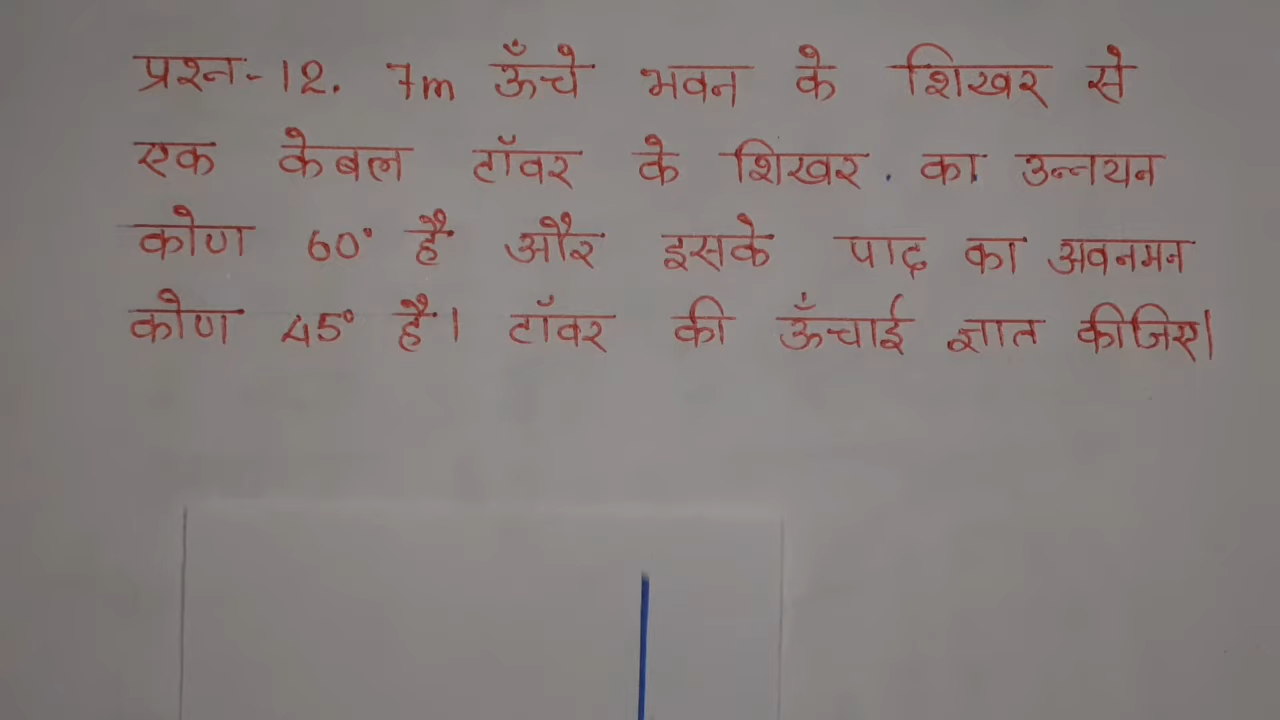 प्रश्न-12. 7m ऊँचे भवन के शिखर से
एक केबल टॉवर के शिखर का उन्नयन
कोण 60° है और इसके पाद का अवनमन
कोण 45° है। टॉवर की ऊँचाई ज्ञात कीजिए।